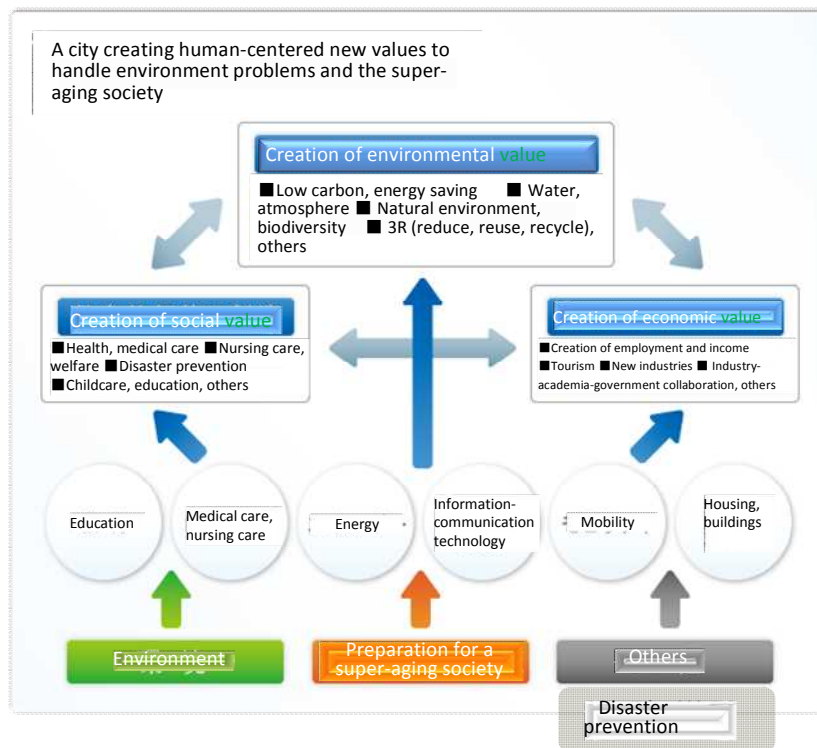 A city creating human-centered new values to
handle environment problems and the super-
aging society
Creation of environmental value
■Low carbon, energy saving ■ Water,
atmosphere ■ Natural environment,
biodiversity ■ 3R (reduce, reuse, recycle),
others
Creation of social value
■Health, medical care ■Nursing care,
welfare ■Disaster prevention
■Childcare, education, others
Creation of economic value
■Creation of employment and income
■Tourism ■New industries ■ Industry-
academia-government collaboration, others
Education
Medical care,
nursing care
Energy
Information-
communication
technology
Mobility
Housing,
buildings
Environment
Preparation for a
super-aging society
Others
Disaster
prevention